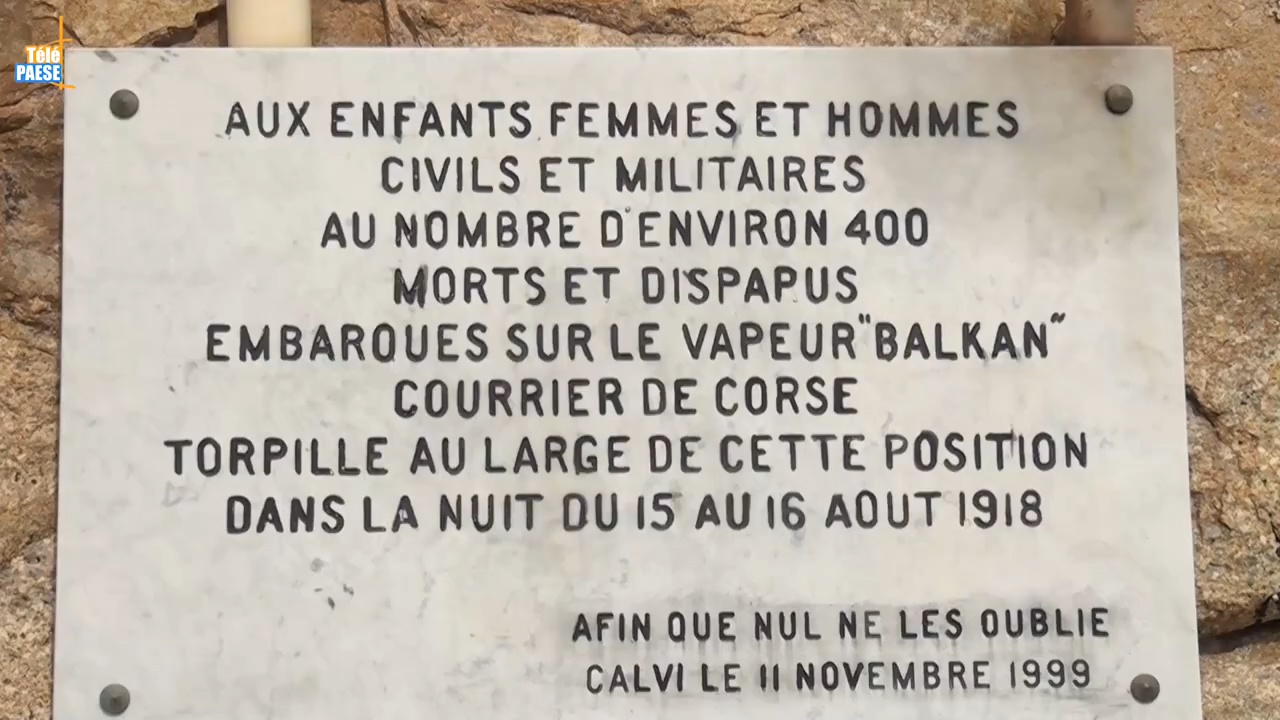 Télé
PAESE
AUX ENFANTS FEMMES ET HOMMES
CIVILS ET MILITAIRES
AU NOMBRE D'ENVIRON 400
MORTS ET DISPAPUS
EMBARQUES SUR LE VAPEUR "BALKAN"
COURRIER DE CORSE
TORPILLE AU LARGE DE CETTE POSITION
DANS LA NUIT DU 15 AU 16 AOUT 1918
AFIN QUE NUL NE LES OUBLIE
CALVI LE 11 NOVEMBRE 1999